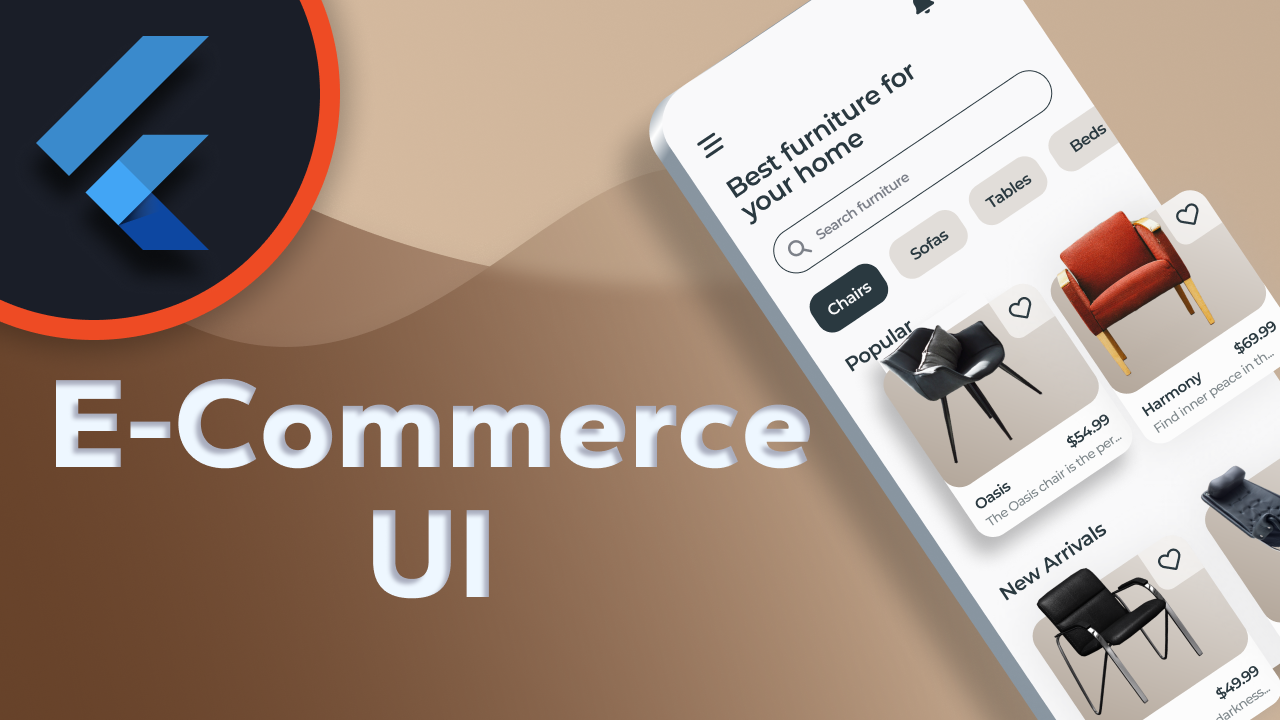 E-Commerce
UI
Best furniture for
your home
Search furniture
Chairs
Sofas
Tables
Beds
Popular
Oasis
$54.99
The Oasis chair is the per...
Harmony
$69.99
Find inner peace in th...
New Arrivals
$49.99
darkness...